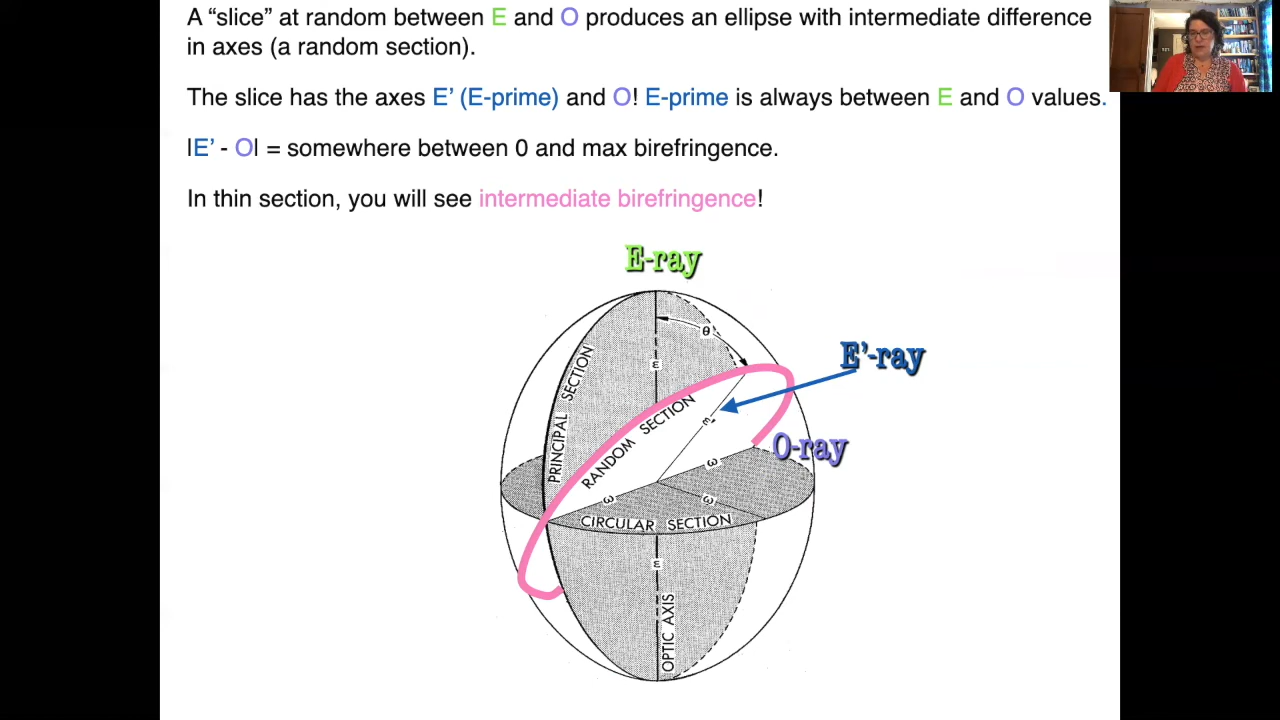 A “slice” at random between E and O produces an ellipse with intermediate difference
in axes (a random section).
The slice has the axes E’ (E-prime) and O! E-prime is always between E and O values.
|E’ - O| = somewhere between 0 and max birefringence.
In thin section, you will see intermediate birefringence!
E-ray
θ
E’-ray
ε
PRINCIPAL SECTION
RANDOM SECTION
ε'
O-ray
ω
ω
ω
CIRCULAR SECTION
ε
OPTIC AXIS